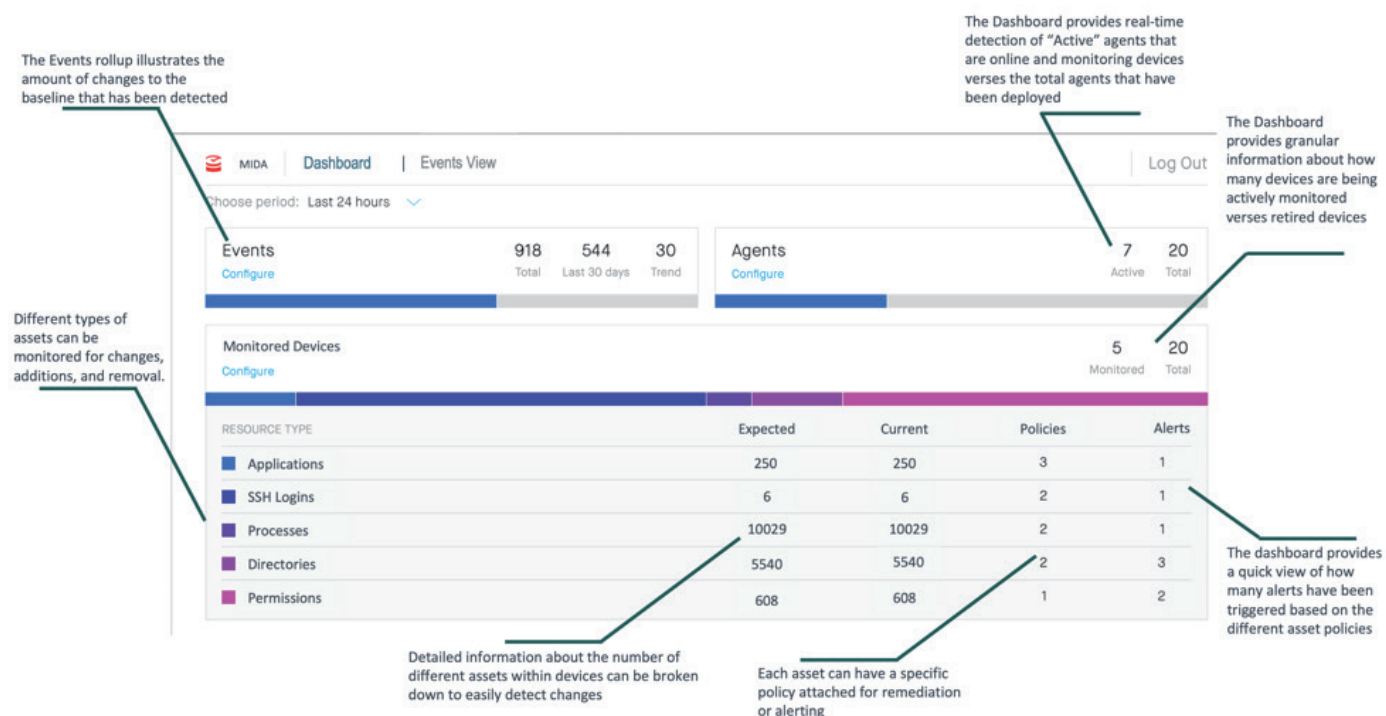 The Events rollup illustrates the
amount of changes to the
baseline that has been detected
The Dashboard provides real-time
detection of “Active” agents that
are online and monitoring devices
verses the total agents that have
been deployed
The Dashboard
provides granular
information about how
many devices are being
actively monitored
verses retired devices
MIDA Dashboard | Events View Log Out
Choose period: Last 24 hours
Events 918 544 30
Configure Total Last 30 days Trend
Agents 7 20
Configure Active Total
Different types of
assets can be
monitored for changes,
additions, and removal.
Monitored Devices 5 20
Configure Monitored Total
RESOURCE TYPE Expected Current Policies Alerts
Applications 250 250 3 1
SSH Logins 6 6 2 1
Processes 10029 10029 2 1
Directories 5540 5540 2 3
Permissions 608 608 1 2
The dashboard provides
a quick view of how
many alerts have been
triggered based on the
different asset policies
Detailed information about the number of
different assets within devices can be broken
down to easily detect changes
Each asset can have a specific
policy attached for remediation
or alerting